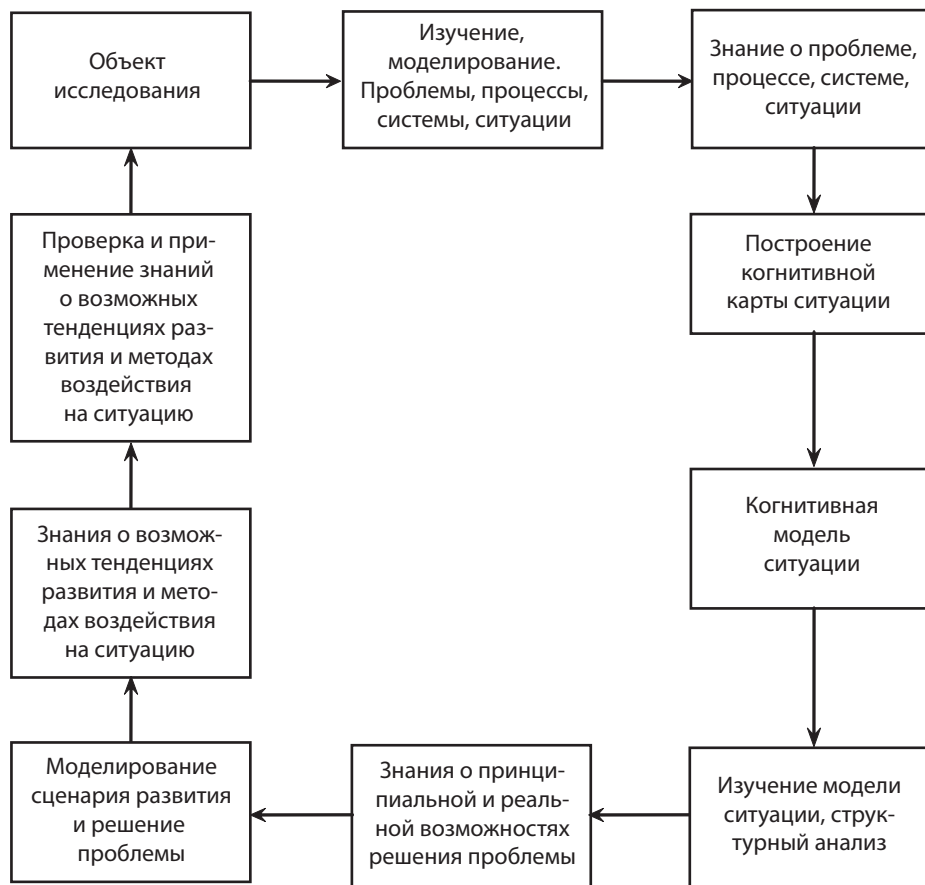 Объект
исследования
Изучение,
моделирование.
Проблемы, процессы,
системы, ситуации
Знание о проблеме,
процессе, системе,
ситуации
Построение
когнитивной
карты ситуации
Когнитивная
модель
ситуации
Изучение модели
ситуации, струк-
турный анализ
Знания о принци-
пиальной и реаль-
ной возможностях
решения проблемы
Моделирование
сценария развития
и решение
проблемы
Знания о возмож-
ных тенденциях
развития и мето-
дах воздействия
на ситуацию
Проверка и при-
менение знаний
о возможных
тенденциях раз-
вития и методах
воздействия
на ситуацию